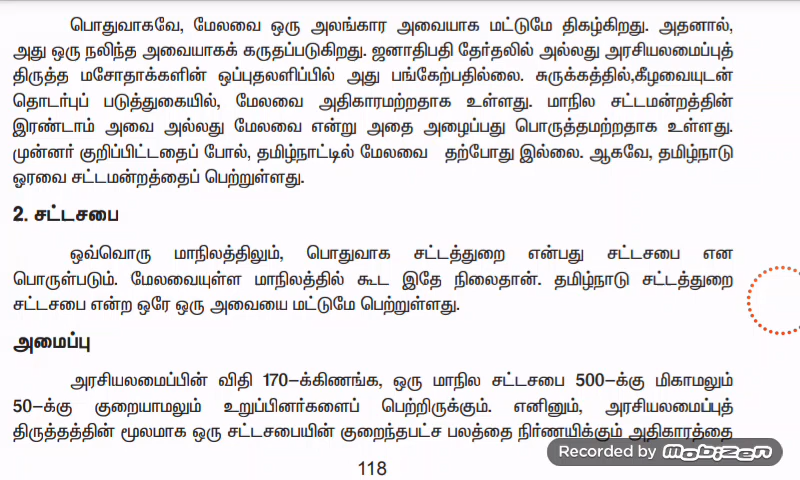 பொதுவாகவே, மேலவை ஒரு அலங்கார அவையாக மட்டுமே திகழ்கிறது. அதனால்,
அது ஒரு நலிந்த அவையாகக் கருதப்படுகிறது. ஜனாதிபதி தேர்தலில் அல்லது அரசியலமைப்புத்
திருத்த மசோதாக்களின் ஒப்புதலளிப்பில் அது பங்கேற்பதில்லை. சுருக்கத்தில்,கீழவையுடன்
தொடர்புப் படுத்துகையில், மேலவை அதிகாரமற்றதாக உள்ளது. மாநில சட்டமன்றத்தின்
இரண்டாம் அவை அல்லது மேலவை என்று அதை அழைப்பது பொருத்தமற்றதாக உள்ளது.
முன்னர் குறிப்பிட்டதைப் போல், தமிழ்நாட்டில் மேலவை தற்போது இல்லை. ஆகவே, தமிழ்நாடு
ஓரவை சட்டமன்றத்தைப் பெற்றுள்ளது.
2. சட்டசபை
ஒவ்வொரு மாநிலத்திலும், பொதுவாக சட்டத்துறை என்பது சட்டசபை என
பொருள்படும். மேலவையுள்ள மாநிலத்தில் கூட இதே நிலைதான். தமிழ்நாடு சட்டத்துறை
சட்டசபை என்ற ஒரே ஒரு அவையை மட்டுமே பெற்றுள்ளது.
அமைப்பு
அரசியலமைப்பின் விதி 170–க்கிணங்க, ஒரு மாநில சட்டசபை 500–க்கு மிகாமலும்
50–க்கு குறையாமலும் உறுப்பினர்களைப் பெற்றிருக்கும். எனினும், அரசியலமைப்புத்
திருத்தத்தின் மூலமாக ஒரு சட்டசபையின் குறைந்தபட்ச பலத்தை நிர்ணயிக்கும் அதிகாரத்தை
Recorded by mobizen
118